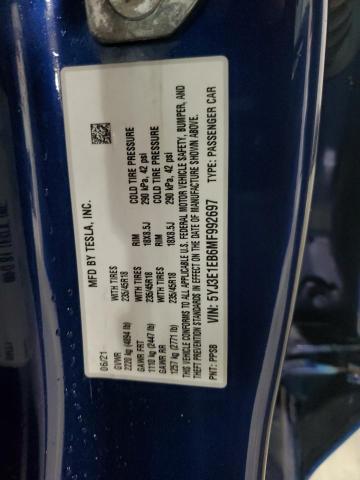 MFD BY TESLA, INC.
06/21
GVWR
2220 kg (4894 lb)
GAWR FRT WITH TIRES RIM COLD TIRE PRESSURE
1110 kg (2447 lb) 235/45R18 18X8.5J 290 kPa, 42 psi
GAWR RR WITH TIRES RIM COLD TIRE PRESSURE
1257 kg (2771 lb) 235/45R18 18X8.5J 290 kPa, 42 psi
THIS VEHICLE CONFORMS TO ALL APPLICABLE U.S. FEDERAL MOTOR VEHICLE SAFETY, BUMPER, AND
THEFT PREVENTION STANDARDS IN EFFECT ON THE DATE OF MANUFACTURE SHOWN ABOVE.
VIN: 5YJ3E1EB6MF992697 TYPE: PASSENGER CAR
PNT: PPSB